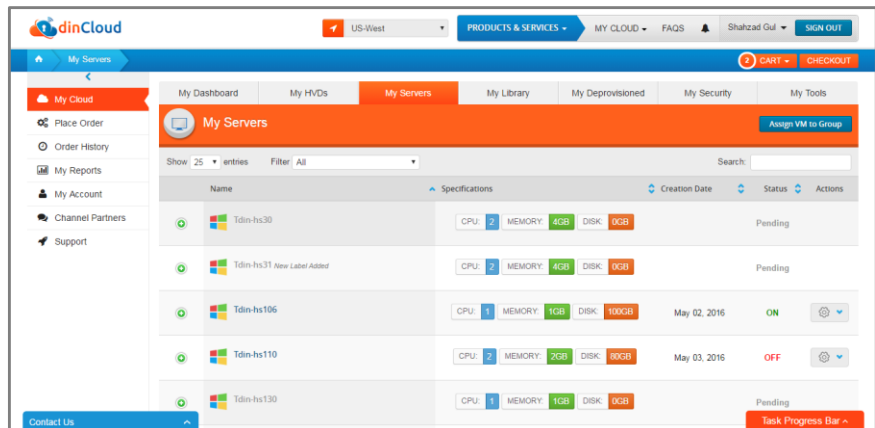 dinCloud
US-West
PRODUCTS & SERVICES
MY CLOUD
FAQS
Shahzad Gul
SIGN OUT
My Servers
2 CART
CHECKOUT
My Cloud
Place Order
Order History
My Reports
My Account
Channel Partners
Support
My Dashboard My HVDs My Servers My Library My Deprovisioned My Security My Tools
My Servers
Assign VM to Group
Show 25 entries Filter All Search:
Name Specifications Creation Date Status Actions
Tdin-hs30 CPU: 2 MEMORY: 4GB DISK: 0GB Pending
Tdin-hs31 New Label Added CPU: 2 MEMORY: 4GB DISK: 0GB Pending
Tdin-hs106 CPU: 1 MEMORY: 1GB DISK: 100GB May 02, 2016 ON
Tdin-hs110 CPU: 2 MEMORY: 2GB DISK: 80GB May 03, 2016 OFF
Tdin-hs130 CPU: 1 MEMORY: 1GB DISK: 0GB Pending
Contact Us
Task Progress Bar